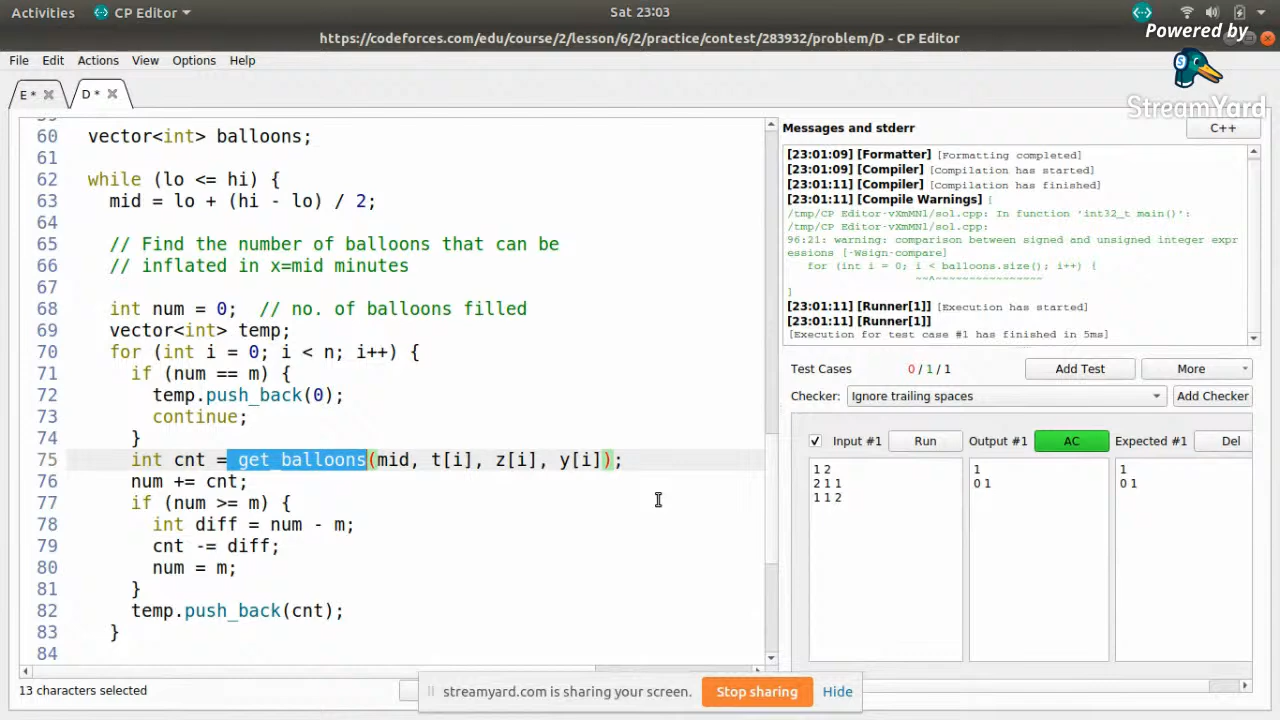 Activities CP Editor Sat 23:03
Powered by
https://codeforces.com/edu/course/2/lesson/6/2/practice/contest/283932/problem/D - CP Editor
File Edit Actions View Options Help
StreamYard
E * D *
60 vector<int> balloons;
61
62 while (lo <= hi) {
63 mid = lo + (hi - lo) / 2;
64
65 // Find the number of balloons that can be
66 // inflated in x=mid minutes
67
68 int num = 0; // no. of balloons filled
69 vector<int> temp;
70 for (int i = 0; i < n; i++) {
71 if (num == m) {
72 temp.push_back(0);
73 continue;
74 }
75 int cnt = get_balloons(mid, t[i], z[i], y[i]);
76 num += cnt;
77 if (num >= m) {
78 int diff = num - m;
79 cnt -= diff;
80 num = m;
81 }
82 temp.push_back(cnt);
83 }
84
Messages and stderr
C++
[23:01:09] [Formatter] [Formatting completed]
[23:01:09] [Compiler] [Compilation has started]
[23:01:11] [Compiler] [Compilation has finished]
[23:01:11] [Compile Warnings] [
/tmp/CP Editor-vXmMNl/sol.cpp: In function 'int32_t main()':
/tmp/CP Editor-vXmMNl/sol.cpp:
96:21: warning: comparison between signed and unsigned integer expr
essions [-Wsign-compare]
for (int i = 0; i < balloons.size(); i++) {
~~^~~~~~~~~~~~~~~~~
]
[23:01:11] [Runner[1]] [Execution has started]
[23:01:11] [Runner[1]]
[Execution for test case #1 has finished in 5ms]
Test Cases 0 / 1 / 1 Add Test More
Checker: Ignore trailing spaces Add Checker
Input #1 Run Output #1 AC Expected #1 Del
1 2
2 1 1
1 1 2
1
0 1
1
0 1
13 characters selected
streamyard.com is sharing your screen. Stop sharing Hide